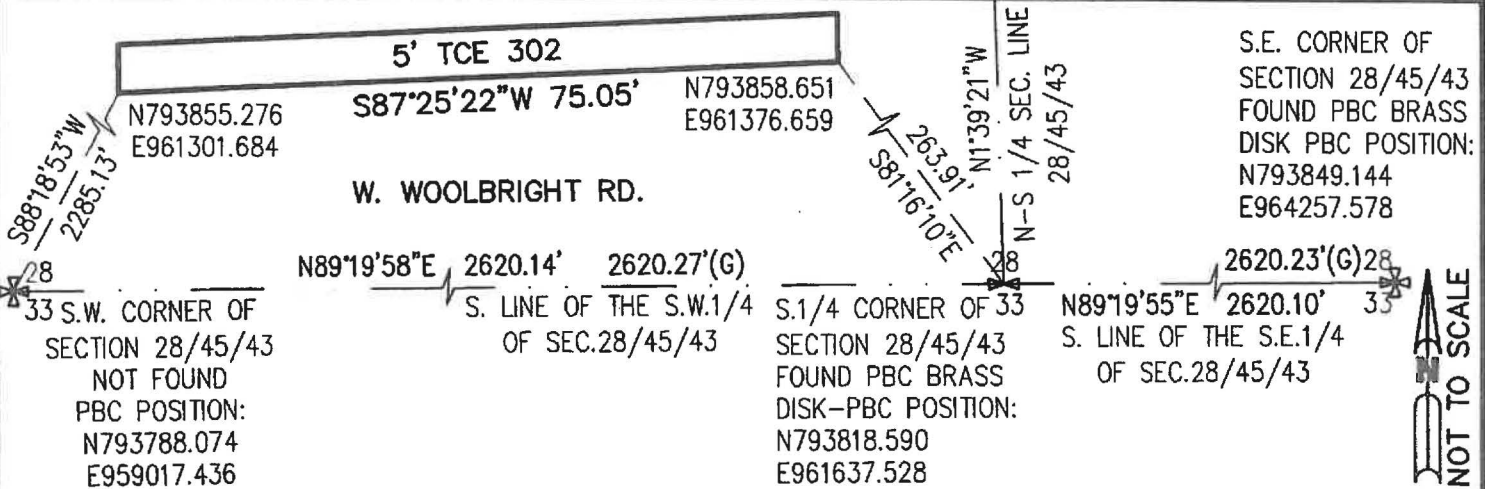 5' TCE 302
S87°25'22"W 75.05'
N793855.276
E961301.684
N793858.651
E961376.659
S88°18'53"W
2285.13'
W. WOOLBRIGHT RD.
263.91'
S81°16'10"E
N1°39'21"W
N-S 1/4 SEC. LINE
28/45/43
S.E. CORNER OF
SECTION 28/45/43
FOUND PBC BRASS
DISK PBC POSITION:
N793849.144
E964257.578
28
33
N89°19'58"E 2620.14' 2620.27'(G)
S. LINE OF THE S.W.1/4
OF SEC.28/45/43
S.W. CORNER OF
SECTION 28/45/43
NOT FOUND
PBC POSITION:
N793788.074
E959017.436
28
33
S.1/4 CORNER OF
SECTION 28/45/43
FOUND PBC BRASS
DISK-PBC POSITION:
N793818.590
E961637.528
2620.23'(G)
N89°19'55"E 2620.10'
S. LINE OF THE S.E.1/4
OF SEC.28/45/43
28
33
N
NOT TO SCALE